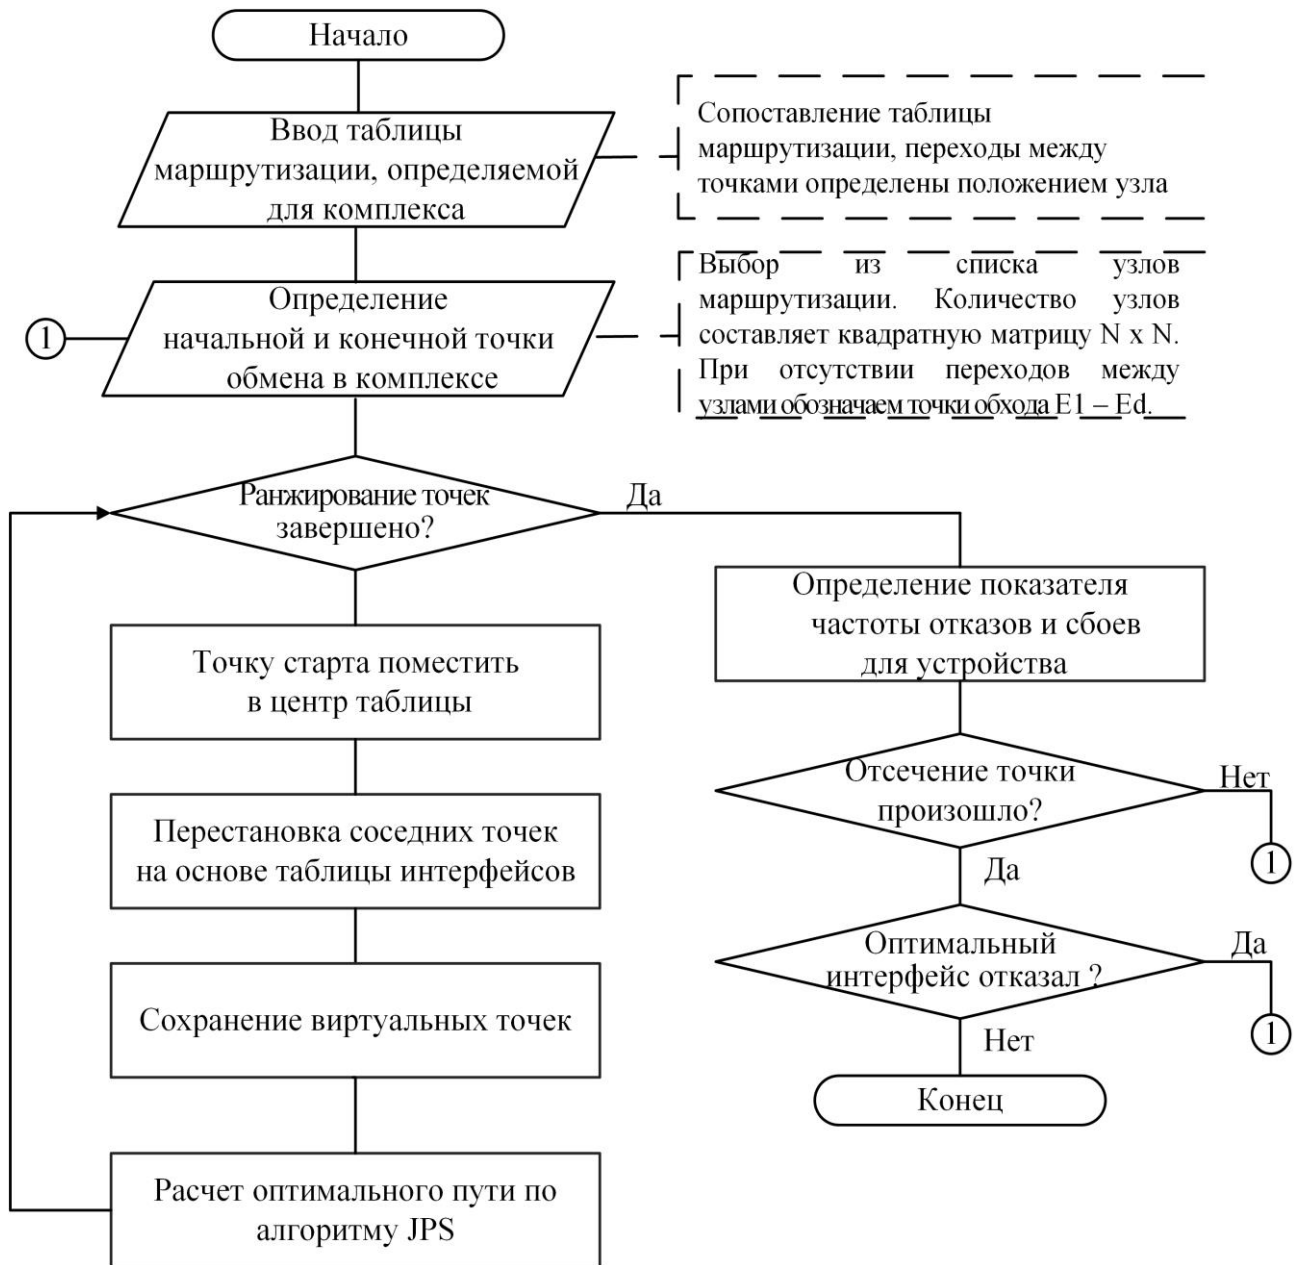 Начало
Ввод таблицы
маршрутизации, определяемой
для комплекса
Сопоставление таблицы
маршрутизации, переходы между
точками определены положением узла
1
Определение
начальной и конечной точки
обмена в комплексе
Выбор из списка узлов
маршрутизации. Количество узлов
составляет квадратную матрицу N x N.
При отсутствии переходов между
узлами обозначаем точки обхода E1 – Ed.
Ранжирование точек
завершено?
Да
Точку старта поместить
в центр таблицы
Перестановка соседних точек
на основе таблицы интерфейсов
Сохранение виртуальных точек
Расчет оптимального пути по
алгоритму JPS
Определение показателя
частоты отказов и сбоев
для устройства
Отсечение точки
произошло?
Нет
1
Да
Оптимальный
интерфейс отказал ?
Да
1
Нет
Конец